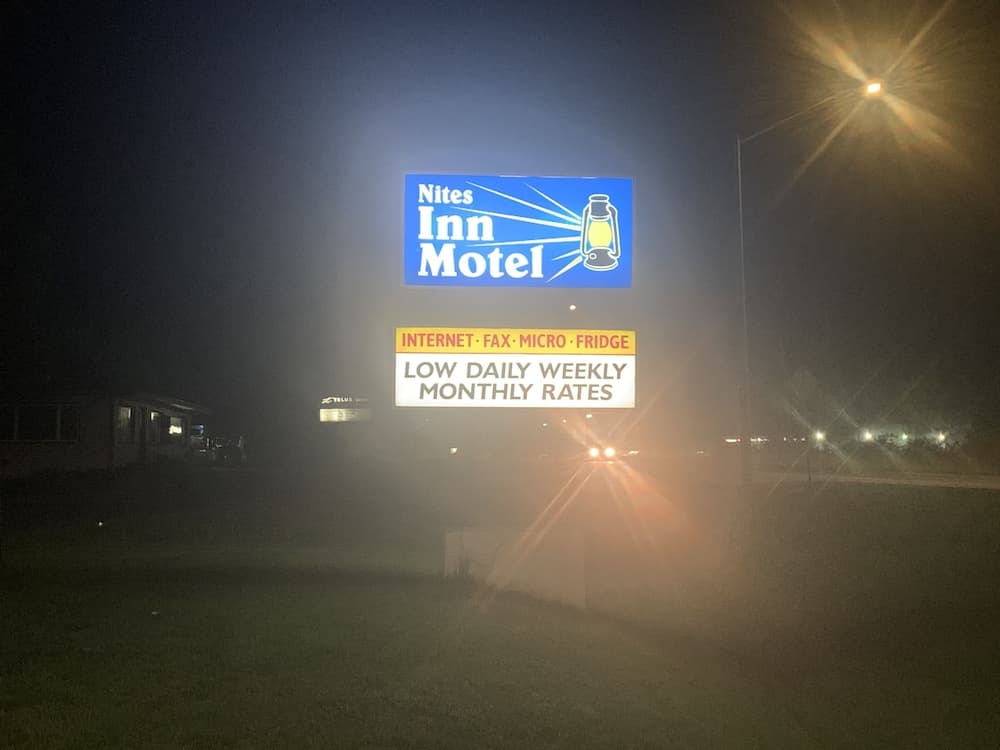 Nites
Inn
Motel
INTERNET · FAX · MICRO · FRIDGE
LOW DAILY WEEKLY
MONTHLY RATES